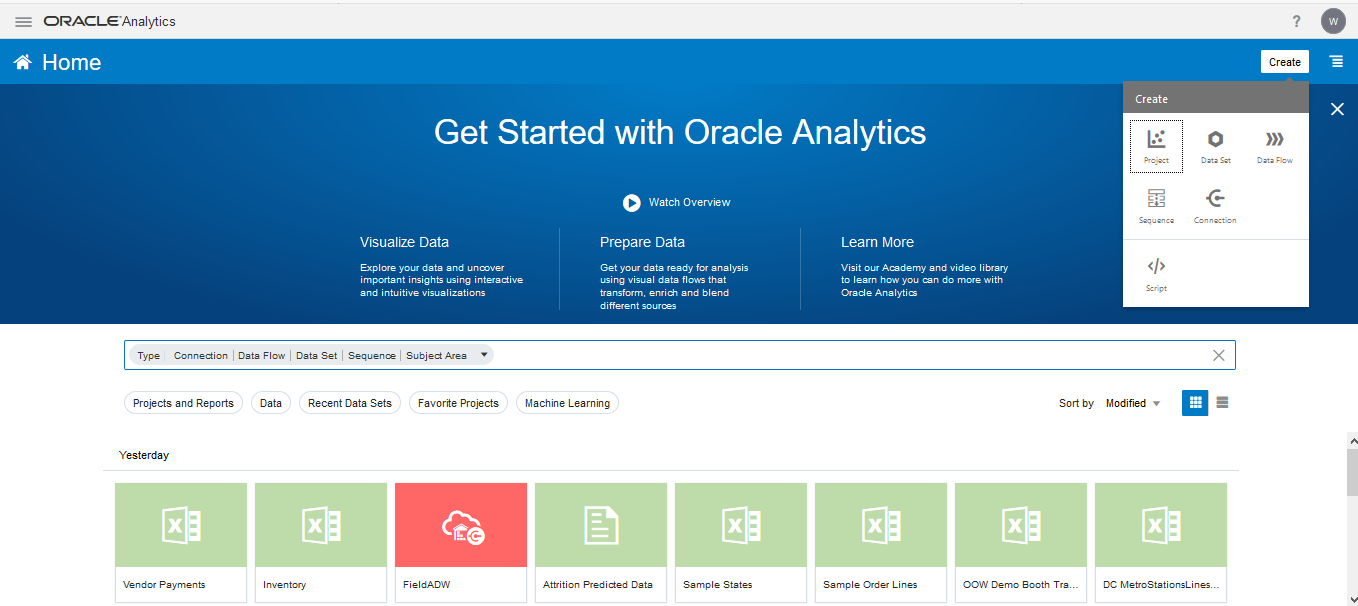 ORACLE Analytics
?
W
Home
Create
Create
Project
Data Set
Data Flow
Sequence
Connection
Script
Get Started with Oracle Analytics
Watch Overview
Visualize Data
Explore your data and uncover
important insights using interactive
and intuitive visualizations
Prepare Data
Get your data ready for analysis
using visual data flows that
transform, enrich and blend
different sources
Learn More
Visit our Academy and video library
to learn how you can do more with
Oracle Analytics
Type Connection | Data Flow | Data Set | Sequence | Subject Area
Projects and Reports
Data
Recent Data Sets
Favorite Projects
Machine Learning
Sort by Modified
Yesterday
Vendor Payments
Inventory
FieldADW
Attrition Predicted Data
Sample States
Sample Order Lines
OOW Demo Booth Tra...
DC MetroStationsLines...